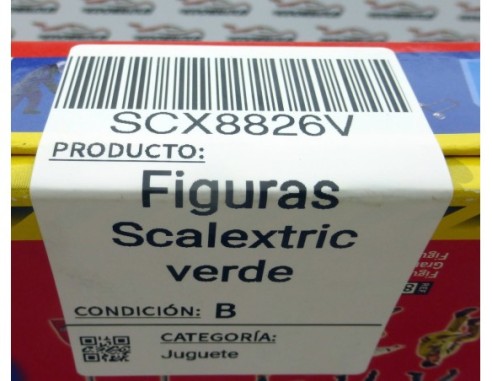 SCX8826V
PRODUCTO:
Figuras
Scalextric
verde
CONDICIÓN: B
CATEGORÍA:
Juguete